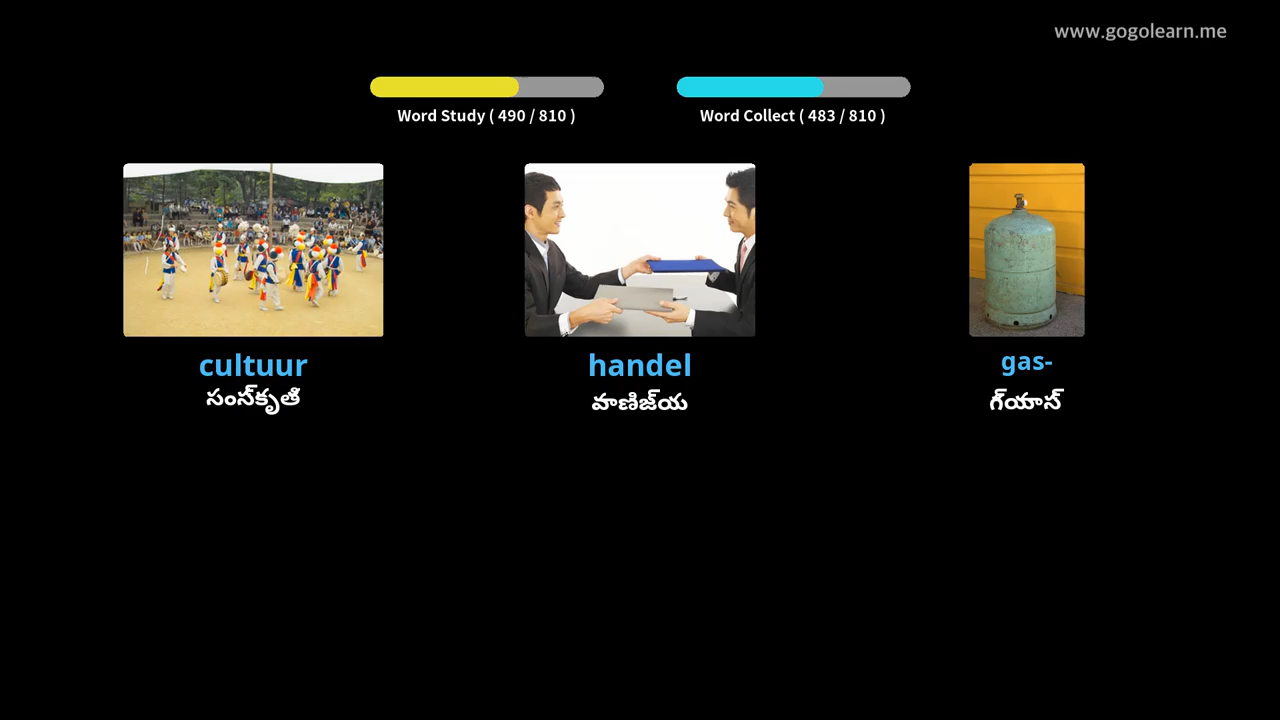 www.gogolearn.me
Word Study ( 490 / 810 )
Word Collect ( 483 / 810 )
cultuur
handel
gas-
సంస్కృతి
వాణిజ్య
గ్యాస్